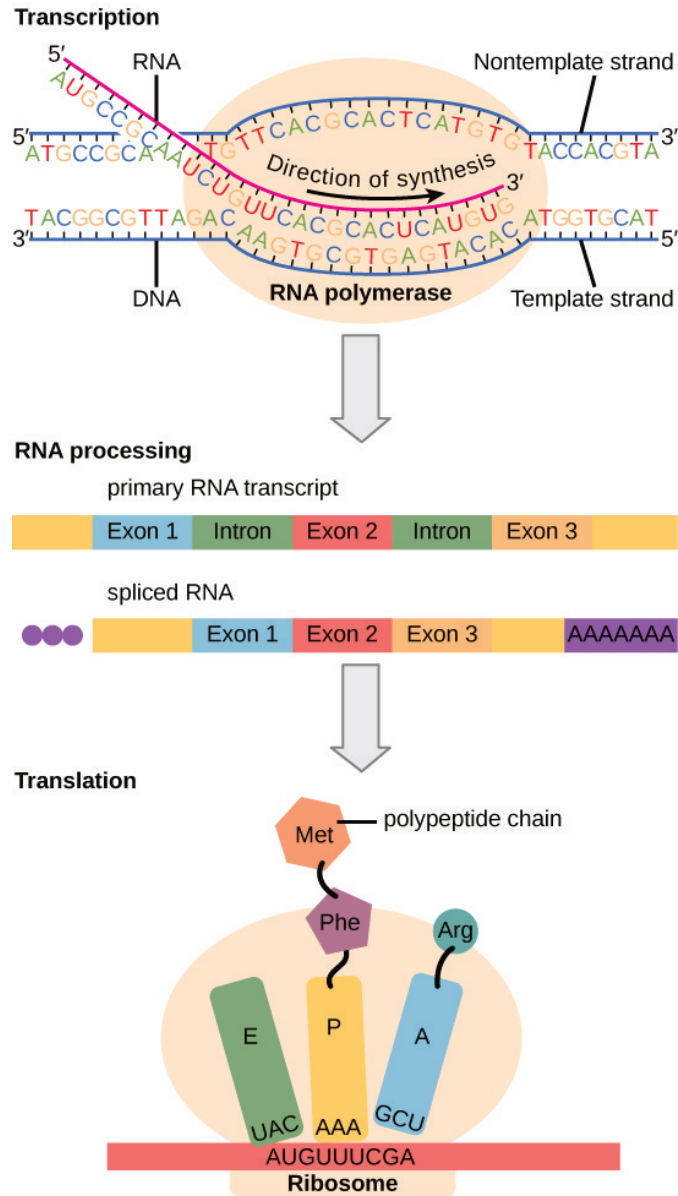 Transcription
5′
RNA
Nontemplate strand
AUGCCGCAAUCUGUUCACGCACUCAUGUG
5′
ATGCCGCA
TGTTCACGCACTCATGTGTACCACGTA
3′
Direction of synthesis
3′
TACGGCGTTAGACAAGTGCGTGAGTACACATGGTGCAT
3′
5′
RNA polymerase
DNA
Template strand
RNA processing
primary RNA transcript
Exon 1 Intron Exon 2 Intron Exon 3
spliced RNA
Exon 1 Exon 2 Exon 3 AAAAAAA
Translation
Met
polypeptide chain
Phe
Arg
E
P
A
UAC
AAA
GCU
AUGUUUCGA
Ribosome